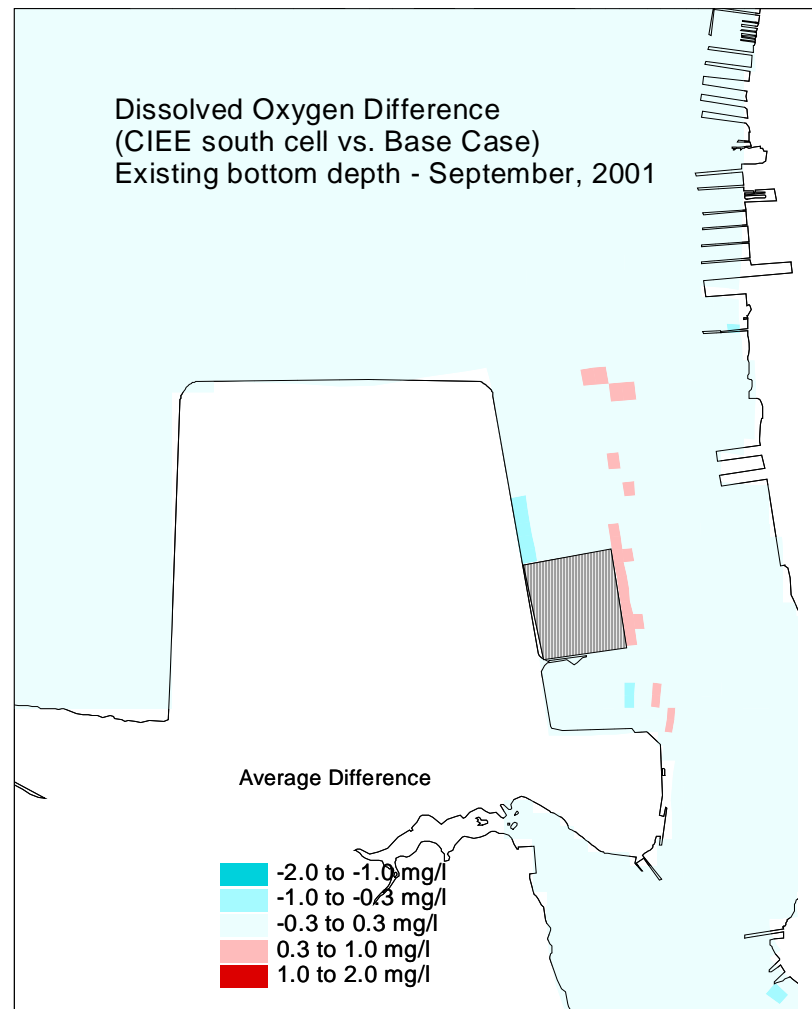 Dissolved Oxygen Difference
(CIEE south cell vs. Base Case)
Existing bottom depth - September, 2001
Average Difference
-2.0 to -1.0 mg/l
-1.0 to -0.3 mg/l
-0.3 to 0.3 mg/l
0.3 to 1.0 mg/l
1.0 to 2.0 mg/l